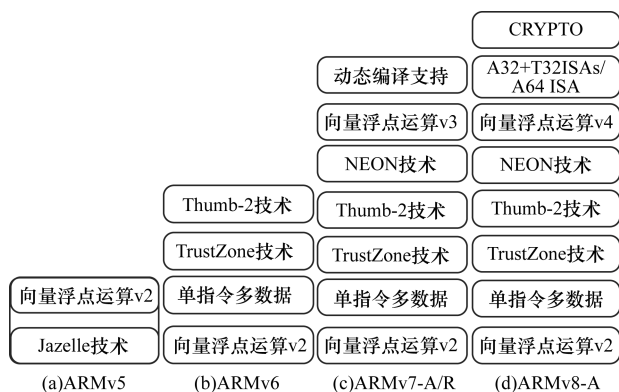 CRYPTO
动态编译支持
A32+T32ISAs/
A64 ISA
向量浮点运算v3
向量浮点运算v4
NEON技术
NEON技术
Thumb-2技术
Thumb-2技术
Thumb-2技术
TrustZone技术
TrustZone技术
TrustZone技术
向量浮点运算v2
单指令多数据
单指令多数据
单指令多数据
Jazelle技术
向量浮点运算v2
向量浮点运算v2
向量浮点运算v2
(a)ARMv5
(b)ARMv6
(c)ARMv7-A/R
(d)ARMv8-A